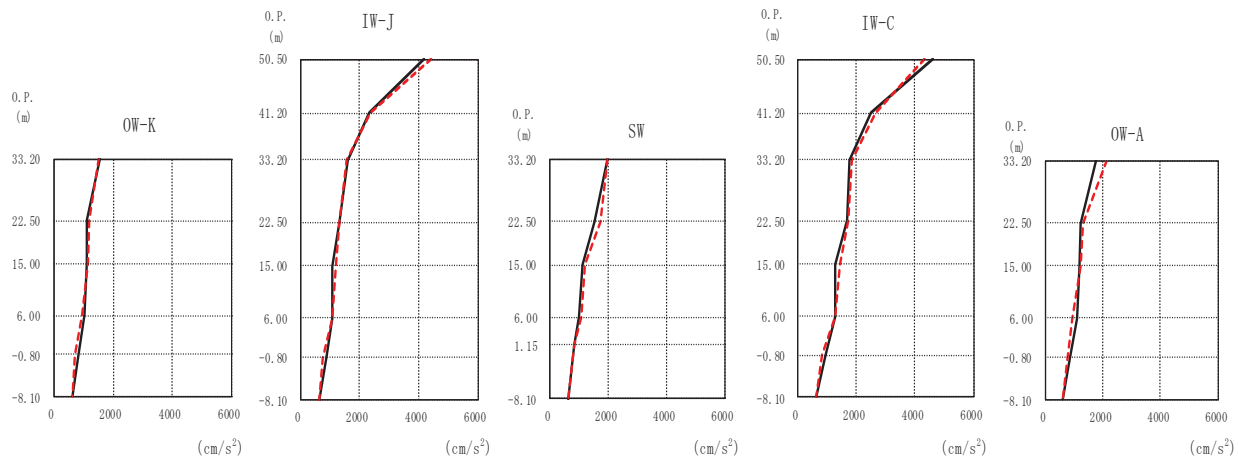 O.P.
(m)
OW-K
33.20
22.50
15.00
6.00
-0.80
-8.10
0
2000
4000
6000
(cm/s²)
O.P.
(m)
IW-J
50.50
41.20
33.20
22.50
15.00
6.00
-0.80
-8.10
0
2000
4000
6000
(cm/s²)
O.P.
(m)
SW
33.20
22.50
15.00
6.00
1.15
-8.10
0
2000
4000
6000
(cm/s²)
O.P.
(m)
IW-C
50.50
41.20
33.20
22.50
15.00
6.00
-0.80
-8.10
0
2000
4000
6000
(cm/s²)
O.P.
(m)
OW-A
33.20
22.50
15.00
6.00
-0.80
-8.10
0
2000
4000
6000
(cm/s²)